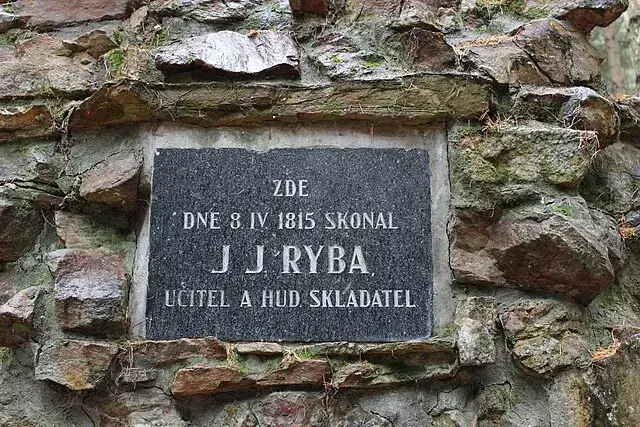 ZDE
DNE 8. IV. 1815 SKONAL
J. J. RYBA,
UČITEL A HUD. SKLADATEL.